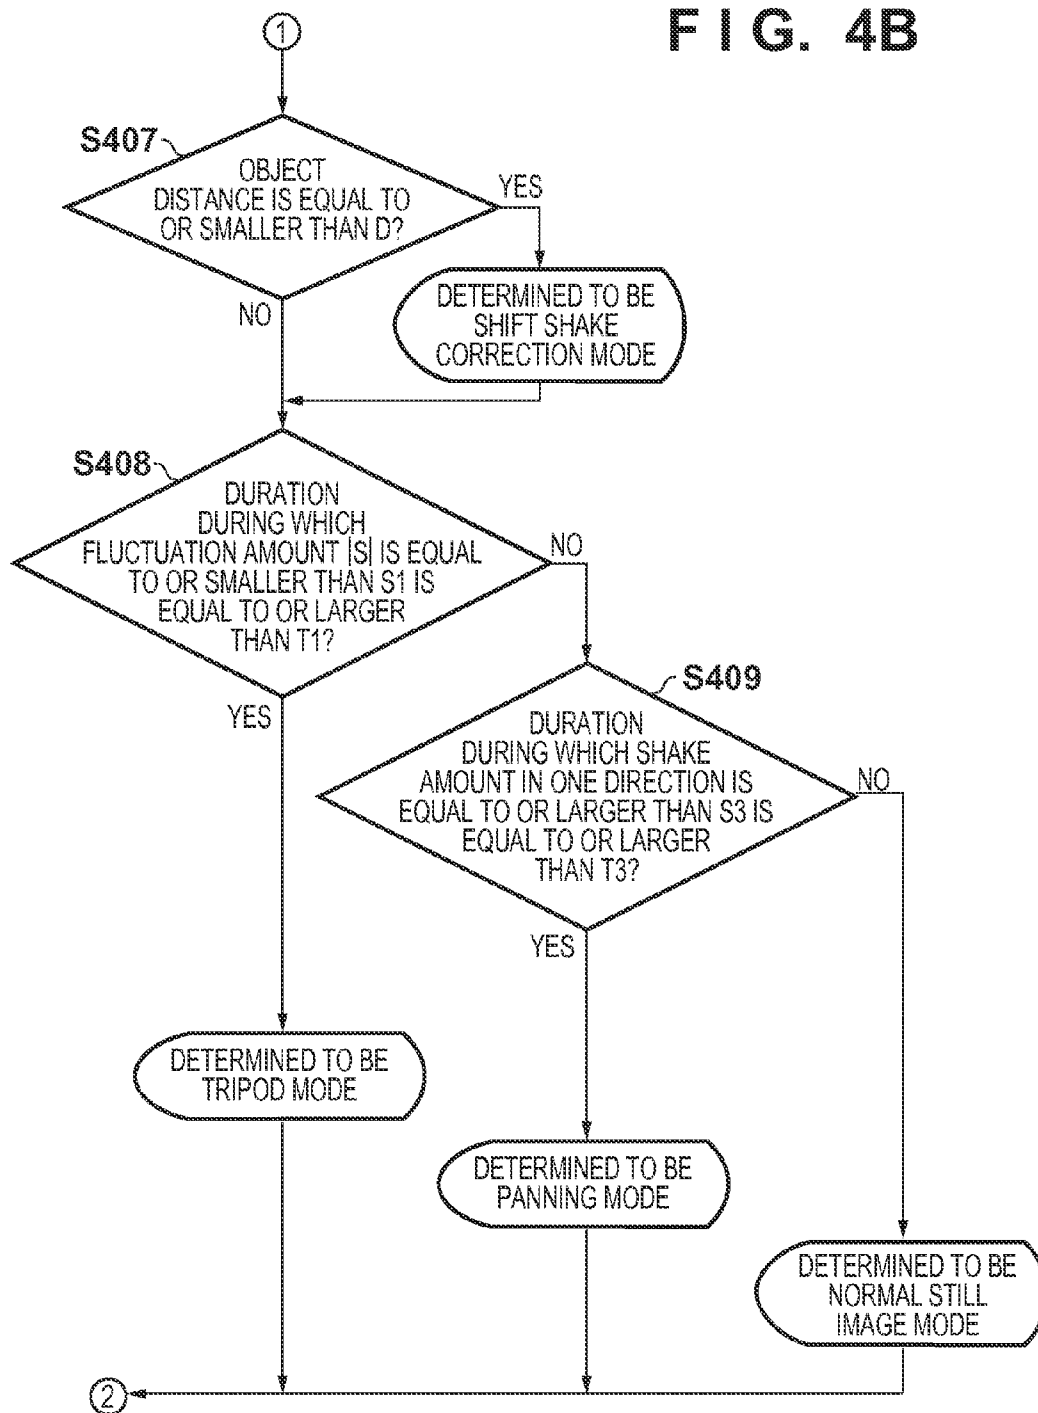 FIG. 4B
1
S407
OBJECT
DISTANCE IS EQUAL TO
OR SMALLER THAN D?
YES
NO
DETERMINED TO BE
SHIFT SHAKE
CORRECTION MODE
S408
DURATION
DURING WHICH
FLUCTUATION AMOUNT |S| IS EQUAL
TO OR SMALLER THAN S1 IS
EQUAL TO OR LARGER
THAN T1?
NO
YES
S409
DURATION
DURING WHICH SHAKE
AMOUNT IN ONE DIRECTION IS
EQUAL TO OR LARGER THAN S3 IS
EQUAL TO OR LARGER
THAN T3?
NO
YES
DETERMINED TO BE
TRIPOD MODE
DETERMINED TO BE
PANNING MODE
DETERMINED TO BE
NORMAL STILL
IMAGE MODE
2